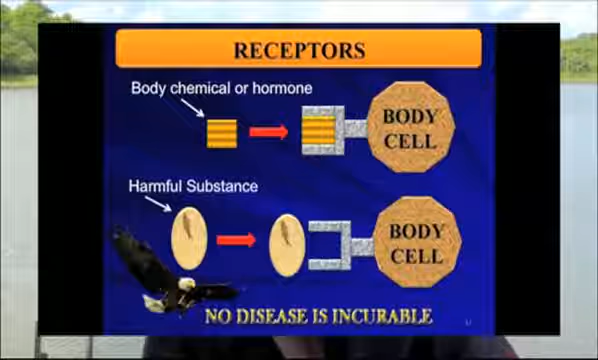 RECEPTORS
Body chemical or hormone
BODY
CELL
Harmful Substance
BODY
CELL
NO DISEASE IS INCURABLE